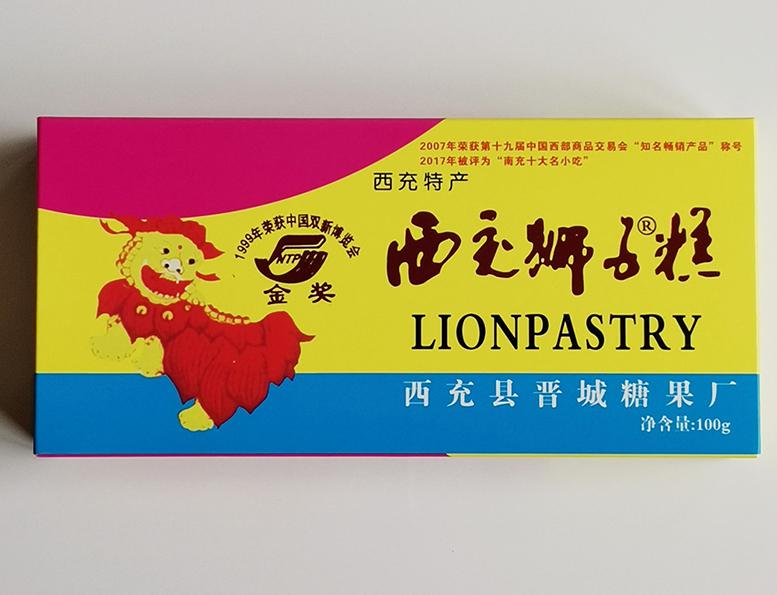 2007年荣获第十九届中国西部商品交易会“知名畅销产品”称号
2017年被评为“南充十大名小吃”
西充特产
1999年荣获中国双新博览会
NTP
金奖
西充狮子糕®
LIONPASTRY
西充县晋城糖果厂
净含量:100g